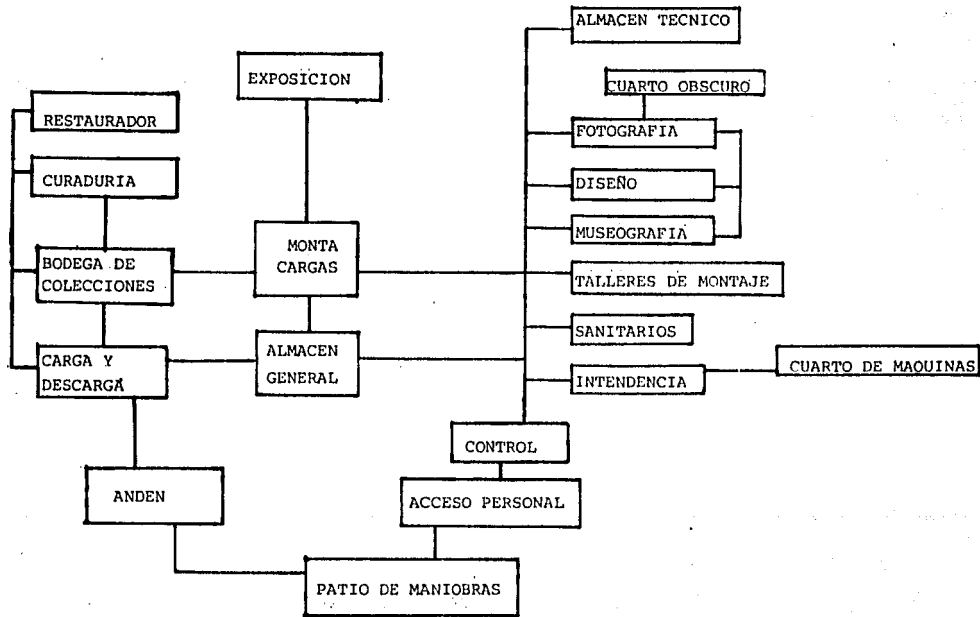 ALMACEN TECNICO
EXPOSICION
CUARTO OBSCURO
RESTAURADOR
FOTOGRAFIA
CURADURIA
DISEÑO
MUSEOGRAFIA
MONTA
CARGAS
BODEGA DE
COLECCIONES
TALLERES DE MONTAJE
SANITARIOS
CARGA Y
DESCARGA
ALMACEN
GENERAL
INTENDENCIA
CUARTO DE MAQUINAS
CONTROL
ANDEN
ACCESO PERSONAL
PATIO DE MANIOBRAS